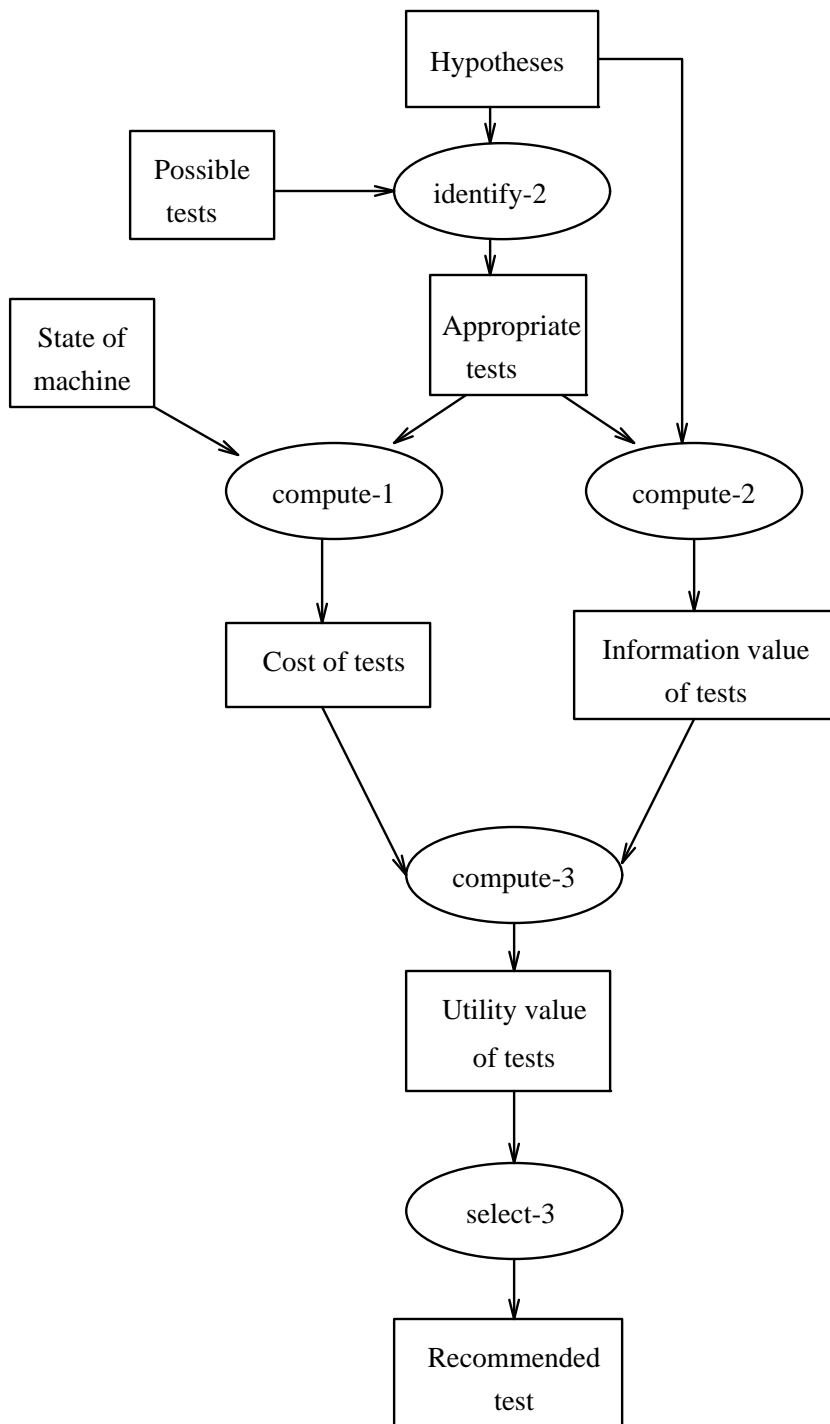 Hypotheses
Possible
tests
identify-2
Appropriate
tests
State of
machine
compute-1
compute-2
Cost of tests
Information value
of tests
compute-3
Utility value
of tests
select-3
Recommended
test